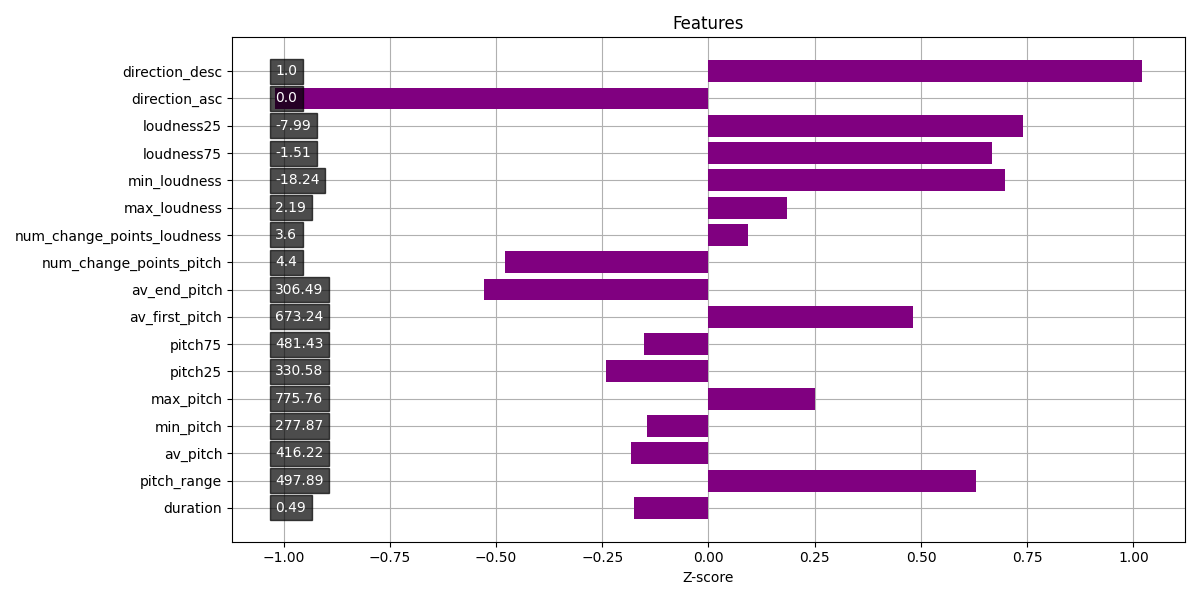 Features
direction_desc 1.0
direction_asc 0.0
loudness25 -7.99
loudness75 -1.51
min_loudness -18.24
max_loudness 2.19
num_change_points_loudness 3.6
num_change_points_pitch 4.4
av_end_pitch 306.49
av_first_pitch 673.24
pitch75 481.43
pitch25 330.58
max_pitch 775.76
min_pitch 277.87
av_pitch 416.22
pitch_range 497.89
duration 0.49
−1.00 −0.75 −0.50 −0.25 0.00 0.25 0.50 0.75 1.00
Z-score